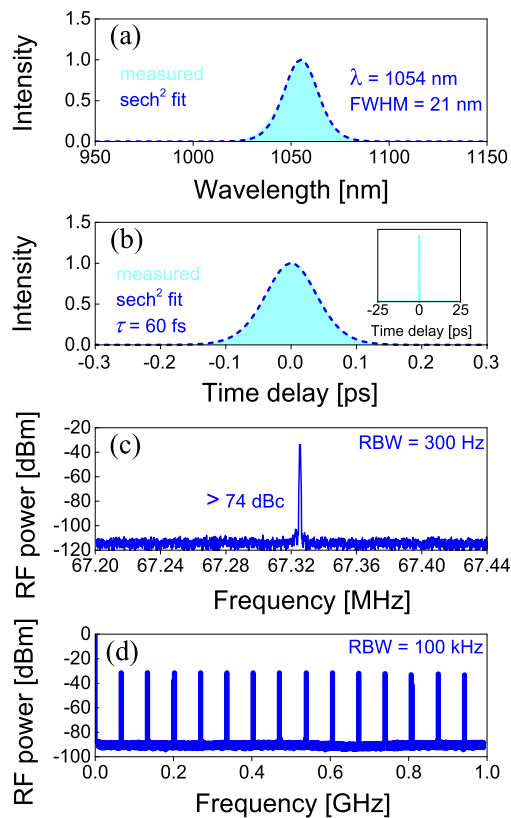 1.5
(a)
1.0
measured
λ = 1054 nm
sech² fit
FWHM = 21 nm
0.5
Intensity
0.0
950 1000 1050 1100 1150
Wavelength [nm]
1.5
(b)
1.0
measured
sech² fit
τ = 60 fs
0.5
Intensity
0.0
-25 0 25
Time delay [ps]
-0.3 -0.2 -0.1 0.0 0.1 0.2 0.3
Time delay [ps]
-20
(c)
RBW = 300 Hz
-40
-60
-80
> 74 dBc
-100
-120
RF power [dBm]
67.20 67.24 67.28 67.32 67.36 67.40 67.44
Frequency [MHz]
0
(d)
RBW = 100 kHz
-20
-40
-60
-80
-100
RF power [dBm]
0.0 0.2 0.4 0.6 0.8 1.0
Frequency [GHz]